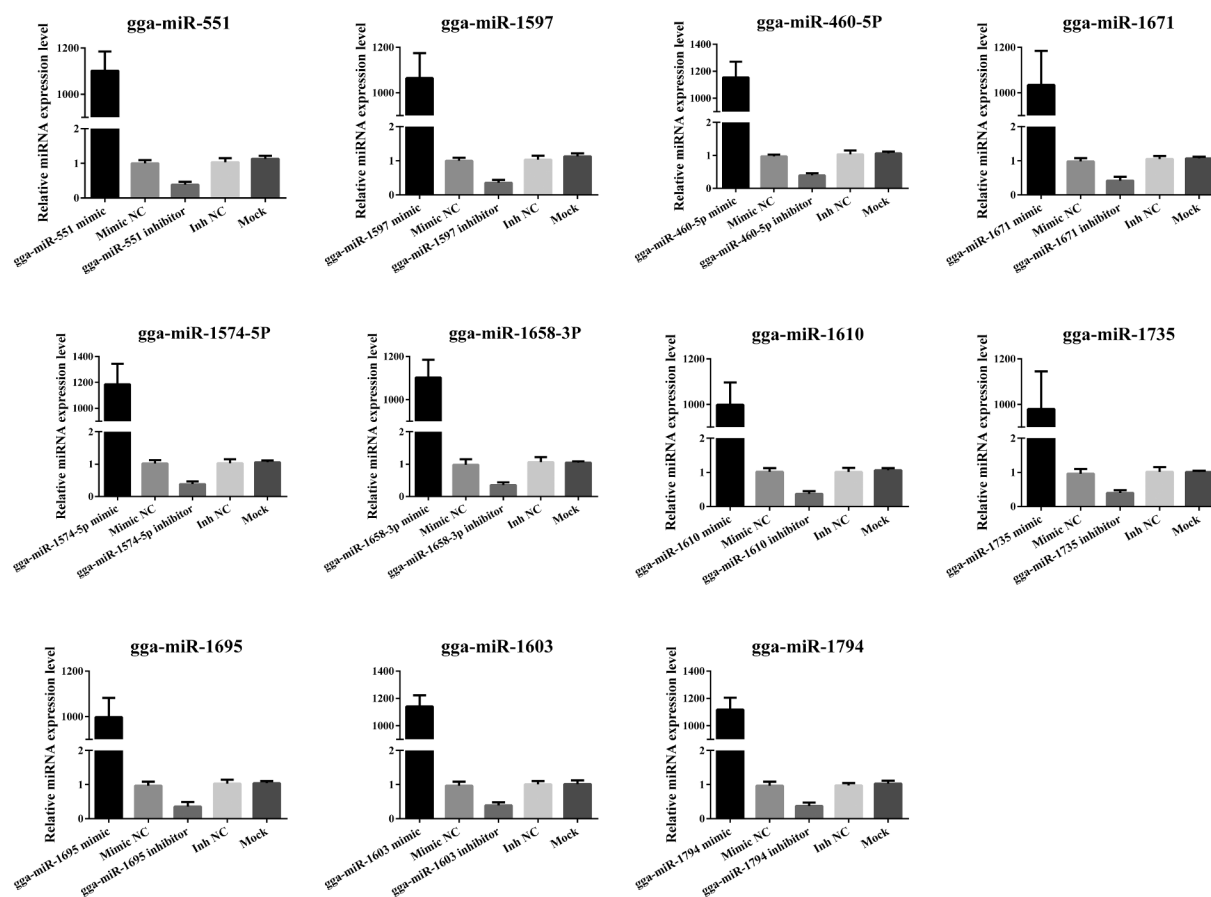 gga-miR-551
Relative miRNA expression level
1200
1000
2
1
0
gga-miR-551 mimic
Mimic NC
gga-miR-551 inhibitor
Inh NC
Mock
gga-miR-1597
Relative miRNA expression level
1200
1000
2
1
0
gga-miR-1597 mimic
Mimic NC
gga-miR-1597 inhibitor
Inh NC
Mock
gga-miR-460-5P
Relative miRNA expression level
1400
1200
1000
2
1
0
gga-miR-460-5p mimic
Mimic NC
gga-miR-460-5p inhibitor
Inh NC
Mock
gga-miR-1671
Relative miRNA expression level
1200
1000
2
1
0
gga-miR-1671 mimic
Mimic NC
gga-miR-1671 inhibitor
Inh NC
Mock
gga-miR-1574-5P
Relative miRNA expression level
1400
1200
1000
2
1
0
gga-miR-1574-5p mimic
Mimic NC
gga-miR-1574-5p inhibitor
Inh NC
Mock
gga-miR-1658-3P
Relative miRNA expression level
1200
1000
2
1
0
gga-miR-1658-3p mimic
Mimic NC
gga-miR-1658-3p inhibitor
Inh NC
Mock
gga-miR-1610
Relative miRNA expression level
1200
1000
2
1
0
gga-miR-1610 mimic
Mimic NC
gga-miR-1610 inhibitor
Inh NC
Mock
gga-miR-1735
Relative miRNA expression level
1200
1000
2
1
0
gga-miR-1735 mimic
Mimic NC
gga-miR-1735 inhibitor
Inh NC
Mock
gga-miR-1695
Relative miRNA expression level
1200
1000
2
1
0
gga-miR-1695 mimic
Mimic NC
gga-miR-1695 inhibitor
Inh NC
Mock
gga-miR-1603
Relative miRNA expression level
1400
1200
1000
2
1
0
gga-miR-1603 mimic
Mimic NC
gga-miR-1603 inhibitor
Inh NC
Mock
gga-miR-1794
Relative miRNA expression level
1400
1200
1000
2
1
0
gga-miR-1794 mimic
Mimic NC
gga-miR-1794 inhibitor
Inh NC
Mock